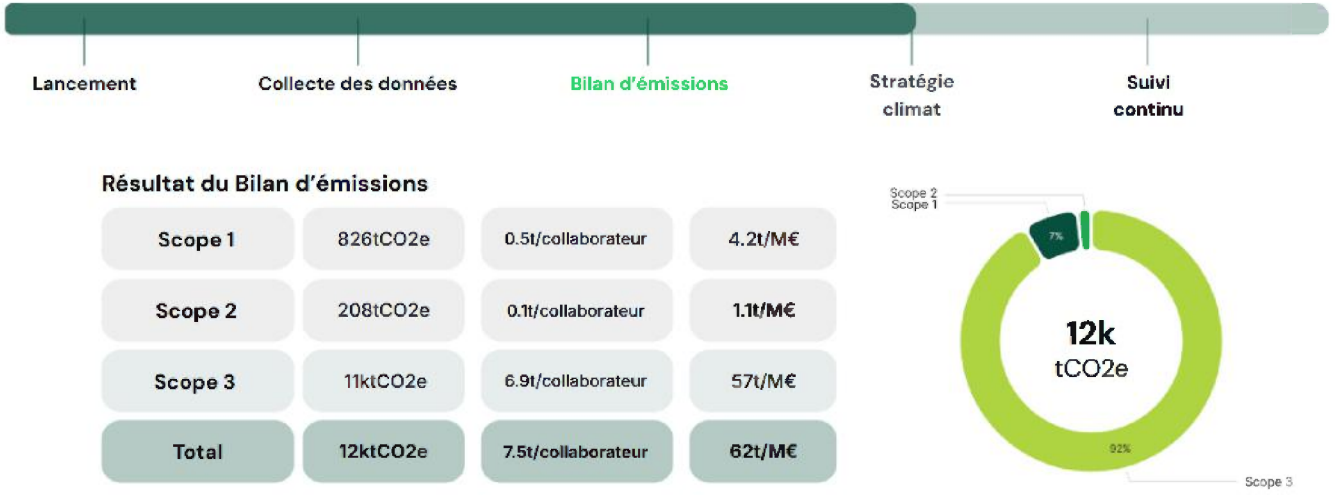 Lancement
Collecte des données
Bilan d'émissions
Stratégie
climat
Suivi
continu
Résultat du Bilan d'émissions
Scope 1 826tCO2e 0.5t/collaborateur 4.2t/M€
Scope 2 208tCO2e 0.1t/collaborateur 1.1t/M€
Scope 3 11ktCO2e 6.9t/collaborateur 57t/M€
Total 12ktCO2e 7.5t/collaborateur 62t/M€
Scope 2
Scope 1
7%
12k
tCO2e
92%
Scope 3